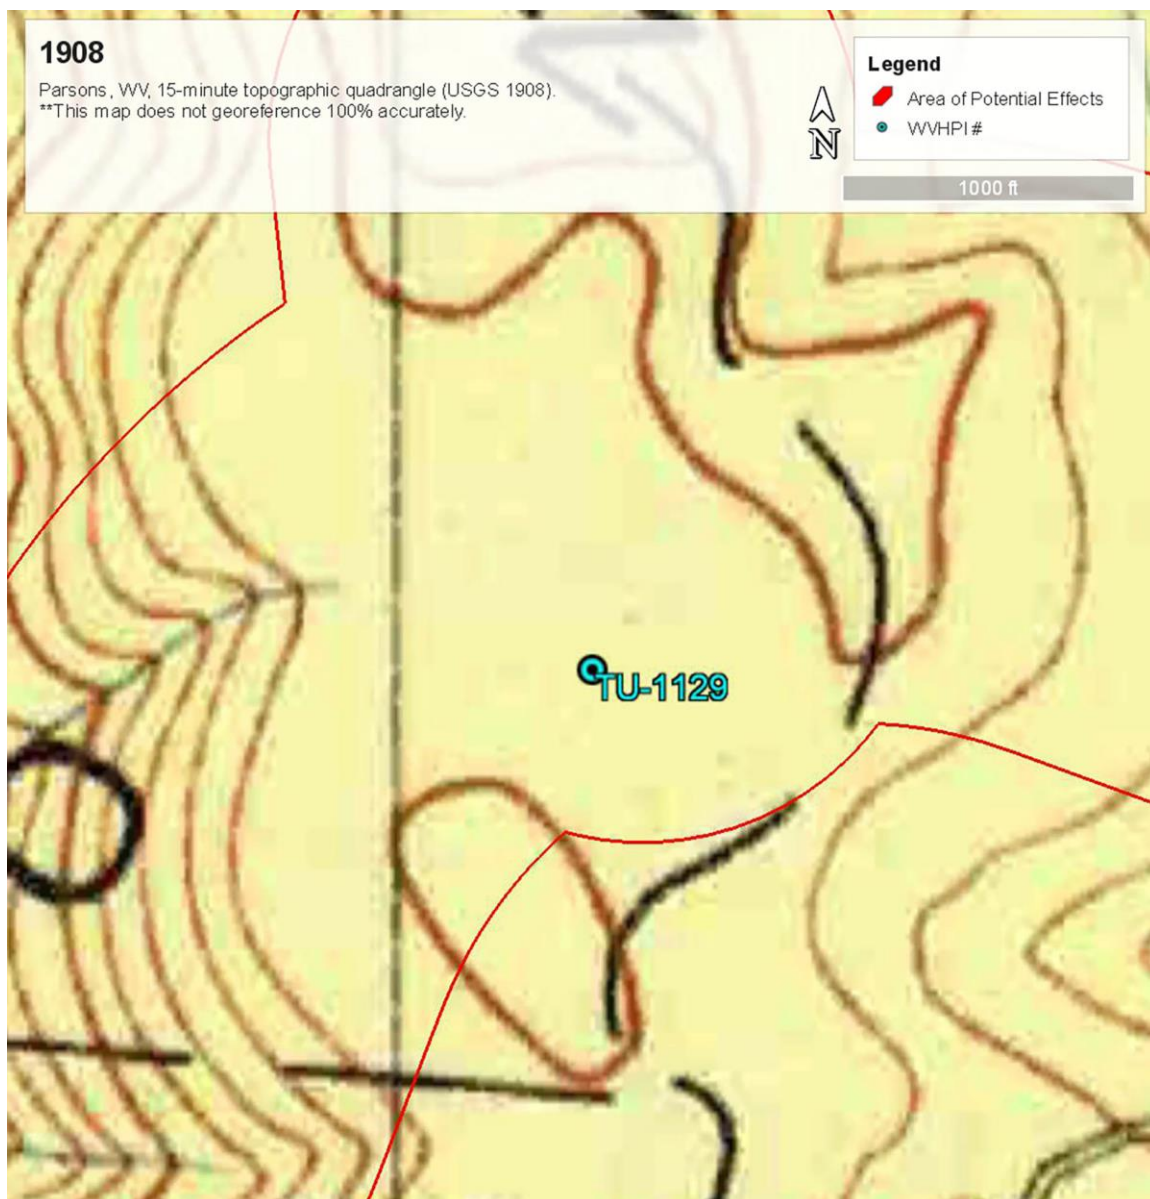 1908
Parsons, WV, 15-minute topographic quadrangle (USGS 1908).
**This map does not georeference 100% accurately.
N
Legend
Area of Potential Effects
WVHPI #
1000 ft
TU-1129